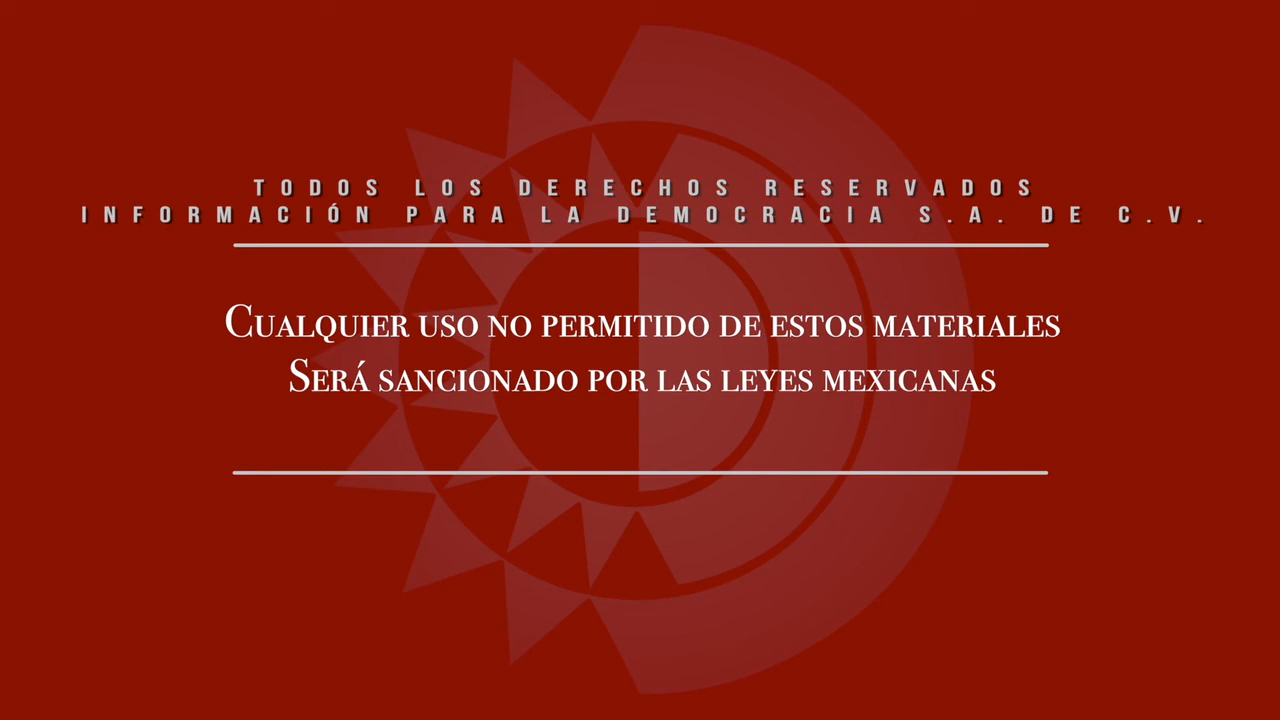 TODOS LOS DERECHOS RESERVADOS
INFORMACIÓN PARA LA DEMOCRACIA S.A. DE C.V.
Cualquier uso no permitido de estos materiales
Será sancionado por las leyes mexicanas